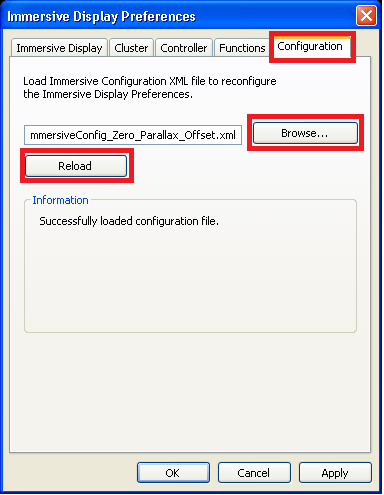 Immersive Display Preferences
Immersive Display Cluster Controller Functions Configuration
Load Immersive Configuration XML file to reconfigure
the Immersive Display Preferences.
mmersiveConfig_Zero_Parallax_Offset.xml Browse...
Reload
Information
Successfully loaded configuration file.
OK Cancel Apply